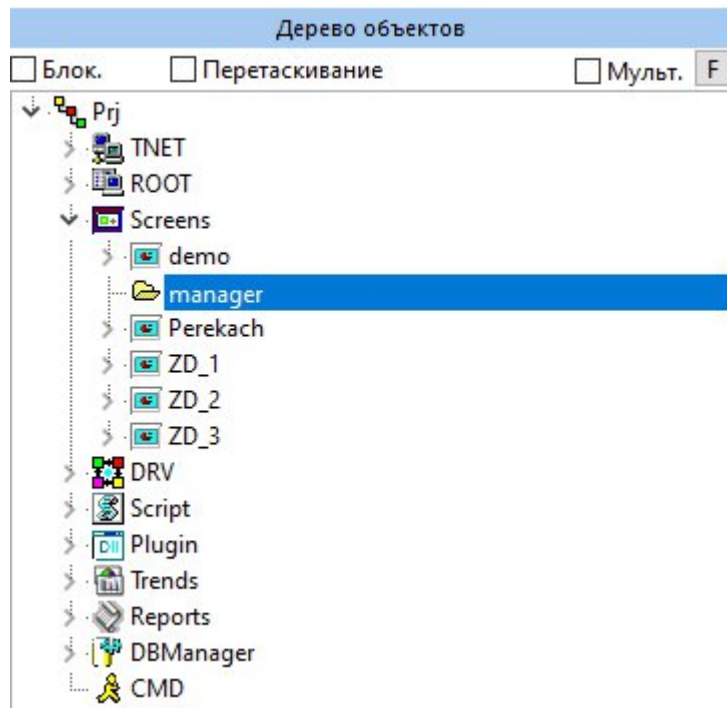 Дерево объектов
Блок. Перетаскивание Мульт. F
Prj
TNET
ROOT
Screens
demo
manager
Perekach
ZD_1
ZD_2
ZD_3
DRV
Script
Plugin
Trends
Reports
DBManager
CMD